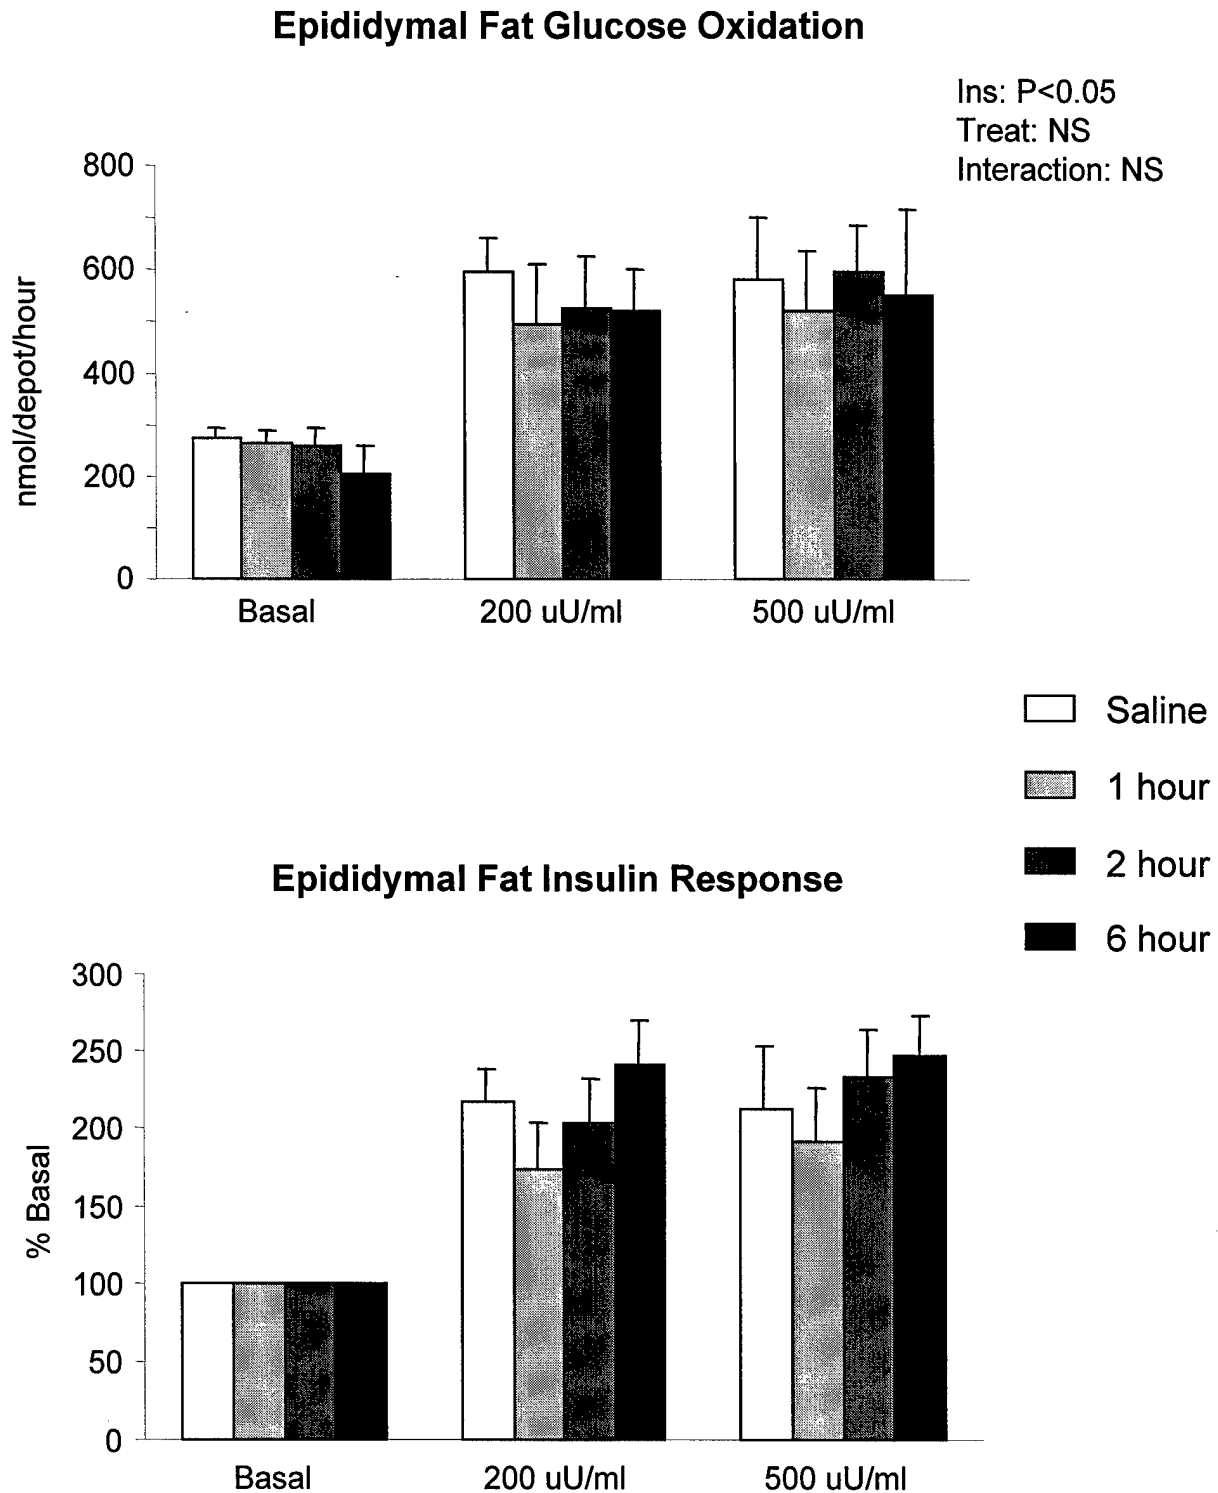 Epididymal Fat Glucose Oxidation
Ins: P<0.05
Treat: NS
Interaction: NS
800
600
400
200
0
nmol/depot/hour
Basal
200 uU/ml
500 uU/ml
Saline
1 hour
2 hour
6 hour
Epididymal Fat Insulin Response
300
250
200
150
100
50
0
% Basal
Basal
200 uU/ml
500 uU/ml